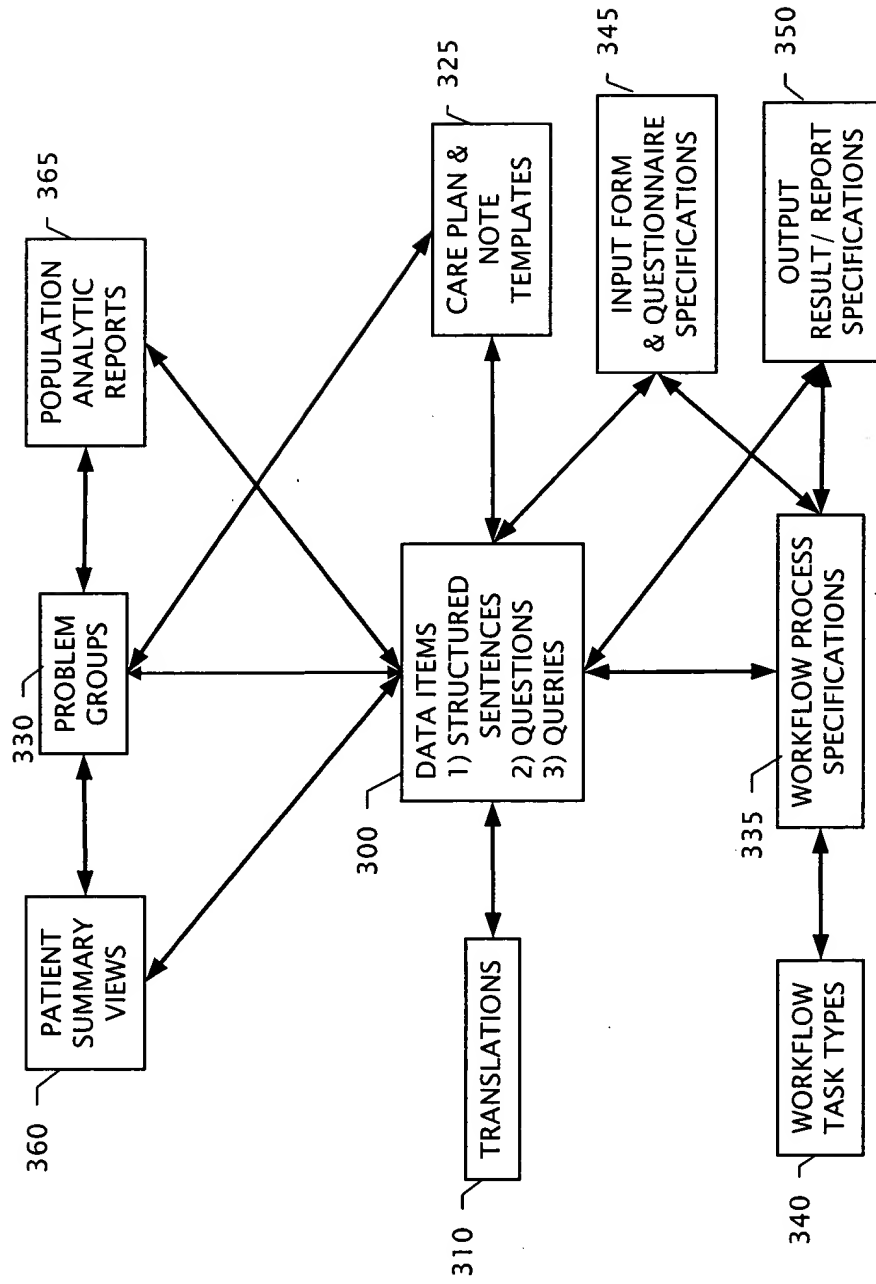 360
PATIENT
SUMMARY
VIEWS
330
PROBLEM
GROUPS
365
POPULATION
ANALYTIC
REPORTS
310
TRANSLATIONS
300
DATA ITEMS
1) STRUCTURED
SENTENCES
2) QUESTIONS
3) QUERIES
325
CARE PLAN &
NOTE
TEMPLATES
345
INPUT FORM
& QUESTIONNAIRE
SPECIFICATIONS
340
WORKFLOW
TASK TYPES
335
WORKFLOW PROCESS
SPECIFICATIONS
350
OUTPUT
RESULT / REPORT
SPECIFICATIONS